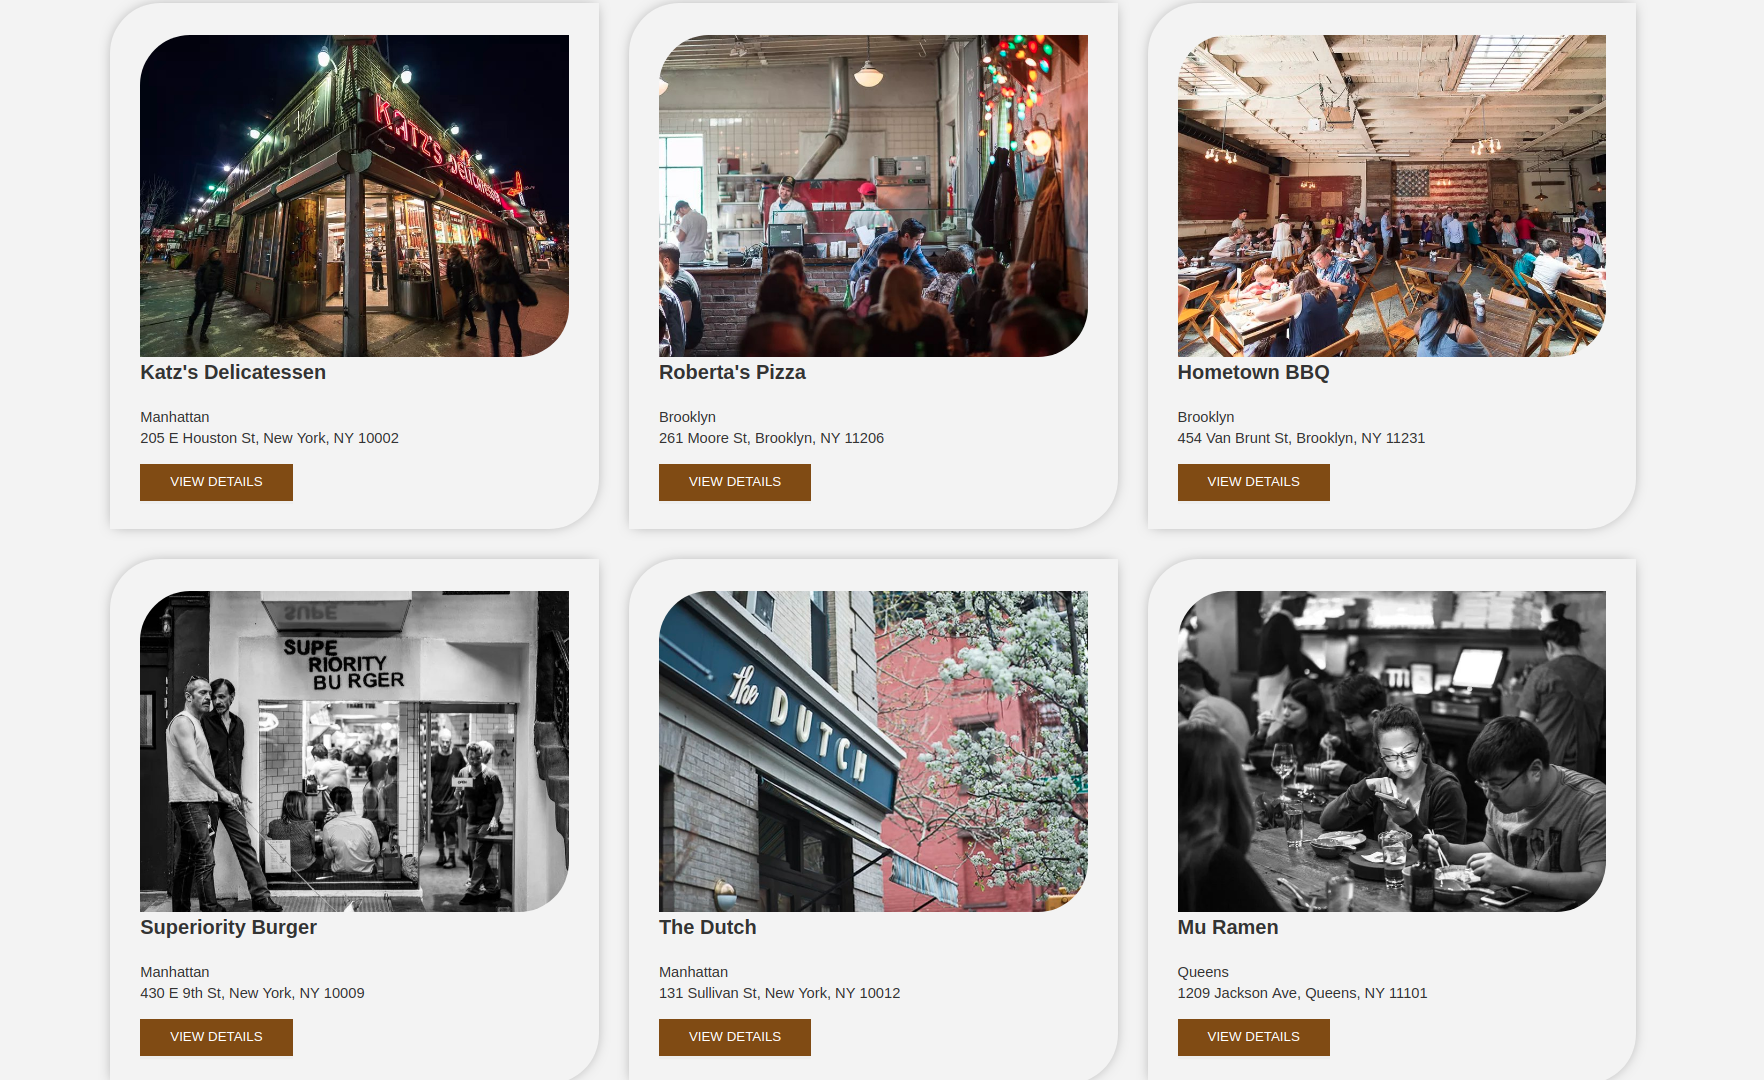 KATZ'S Delicatessen
Katz's Delicatessen
Manhattan
205 E Houston St, New York, NY 10002
VIEW DETAILS
Roberta's Pizza
Brooklyn
261 Moore St, Brooklyn, NY 11206
VIEW DETAILS
Hometown BBQ
Brooklyn
454 Van Brunt St, Brooklyn, NY 11231
VIEW DETAILS
SUPE
RIORITY
BURGER
Superiority Burger
Manhattan
430 E 9th St, New York, NY 10009
VIEW DETAILS
the DUTCH
The Dutch
Manhattan
131 Sullivan St, New York, NY 10012
VIEW DETAILS
Mu Ramen
Queens
1209 Jackson Ave, Queens, NY 11101
VIEW DETAILS